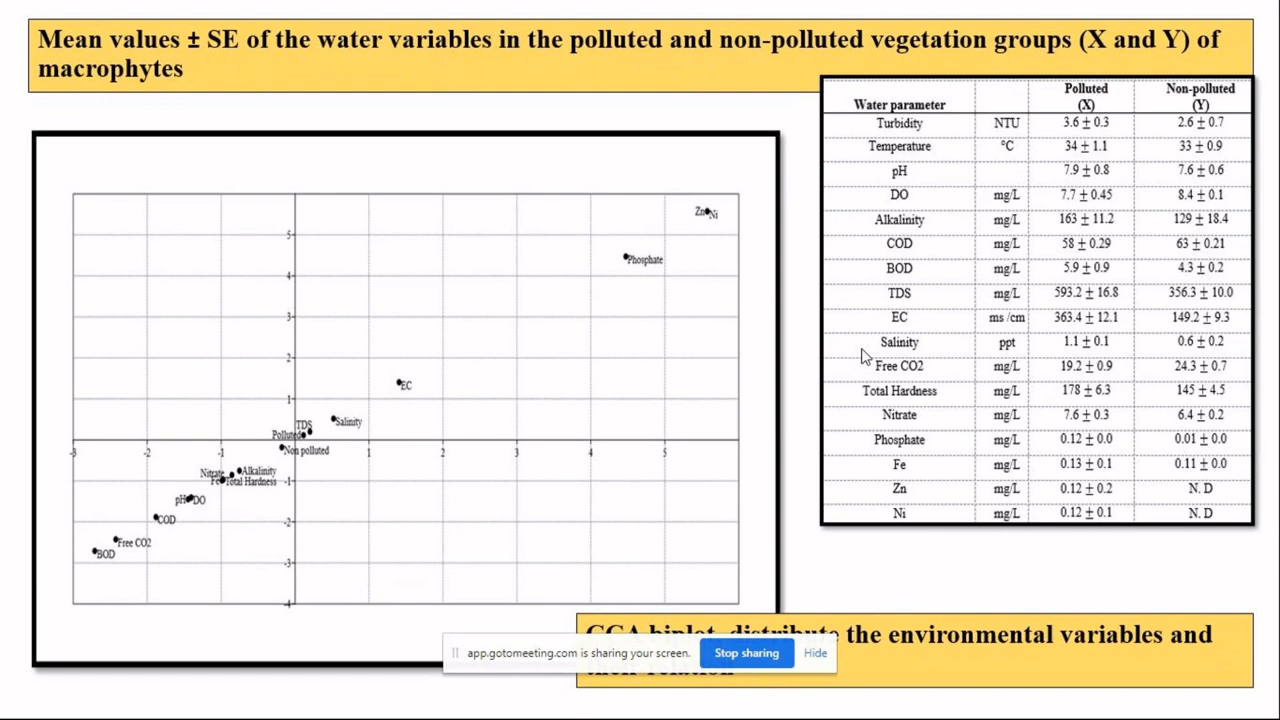 Mean values ± SE of the water variables in the polluted and non-polluted vegetation groups (X and Y) of
macrophytes
Water parameter Polluted (X) Non-polluted (Y)
Turbidity NTU 3.6 ± 0.3 2.6 ± 0.7
Temperature °C 34 ± 1.1 33 ± 0.9
pH 7.9 ± 0.8 7.6 ± 0.6
DO mg/L 7.7 ± 0.45 8.4 ± 0.1
Alkalinity mg/L 163 ± 11.2 129 ± 18.4
COD mg/L 58 ± 0.29 63 ± 0.21
BOD mg/L 5.9 ± 0.9 4.3 ± 0.2
TDS mg/L 593.2 ± 16.8 356.3 ± 10.0
EC ms /cm 363.4 ± 12.1 149.2 ± 9.3
Salinity ppt 1.1 ± 0.1 0.6 ± 0.2
Free CO2 mg/L 19.2 ± 0.9 24.3 ± 0.7
Total Hardness mg/L 178 ± 6.3 145 ± 4.5
Nitrate mg/L 7.6 ± 0.3 6.4 ± 0.2
Phosphate mg/L 0.12 ± 0.0 0.01 ± 0.0
Fe mg/L 0.13 ± 0.1 0.11 ± 0.0
Zn mg/L 0.12 ± 0.2 N. D
Ni mg/L 0.12 ± 0.1 N. D
Zn Ni
5
Phosphate
4
3
2
EC
1
Salinity
TDS
Polluted
Non polluted
-3 -2 -1 1 2 3 4 5
Nitrate Alkalinity
Fe Total Hardness
-1
pH DO
COD
-2
Free CO2
BOD
-3
-4
CCA biplot, distribute the environmental variables and
their relation
app.gotomeeting.com is sharing your screen. Stop sharing Hide